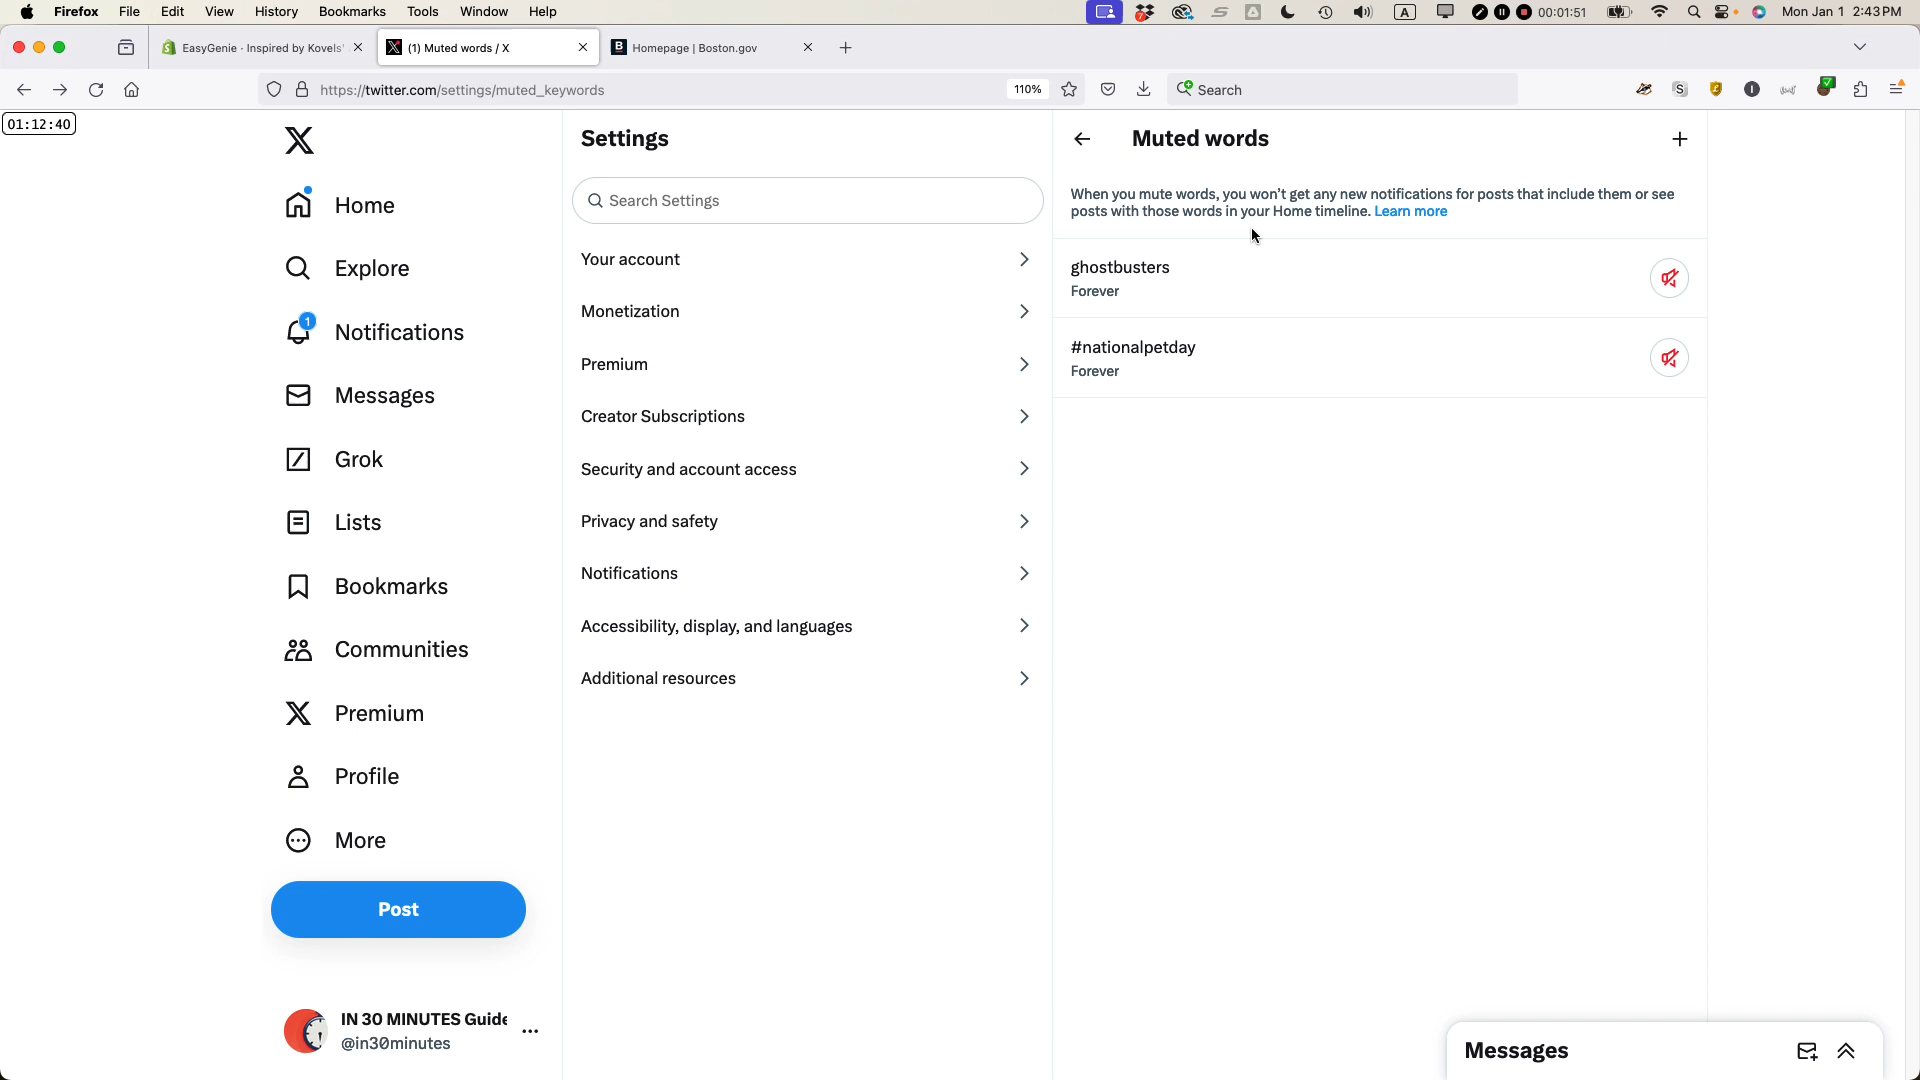 Firefox File Edit View History Bookmarks Tools Window Help
A
00:01:51
Mon Jan 1 2:43 PM
EasyGenie · Inspired by Kovels'
(1) Muted words / X
B Homepage | Boston.gov
https://twitter.com/settings/muted_keywords
110%
Search
01:12:40
Home
Explore
1
Notifications
Messages
Grok
Lists
Bookmarks
Communities
Premium
Profile
More
Post
IN 30 MINUTES Guide
@in30minutes
Settings
Search Settings
Your account
Monetization
Premium
Creator Subscriptions
Security and account access
Privacy and safety
Notifications
Accessibility, display, and languages
Additional resources
Muted words
When you mute words, you won't get any new notifications for posts that include them or see
posts with those words in your Home timeline. Learn more
ghostbusters
Forever
#nationalpetday
Forever
Messages